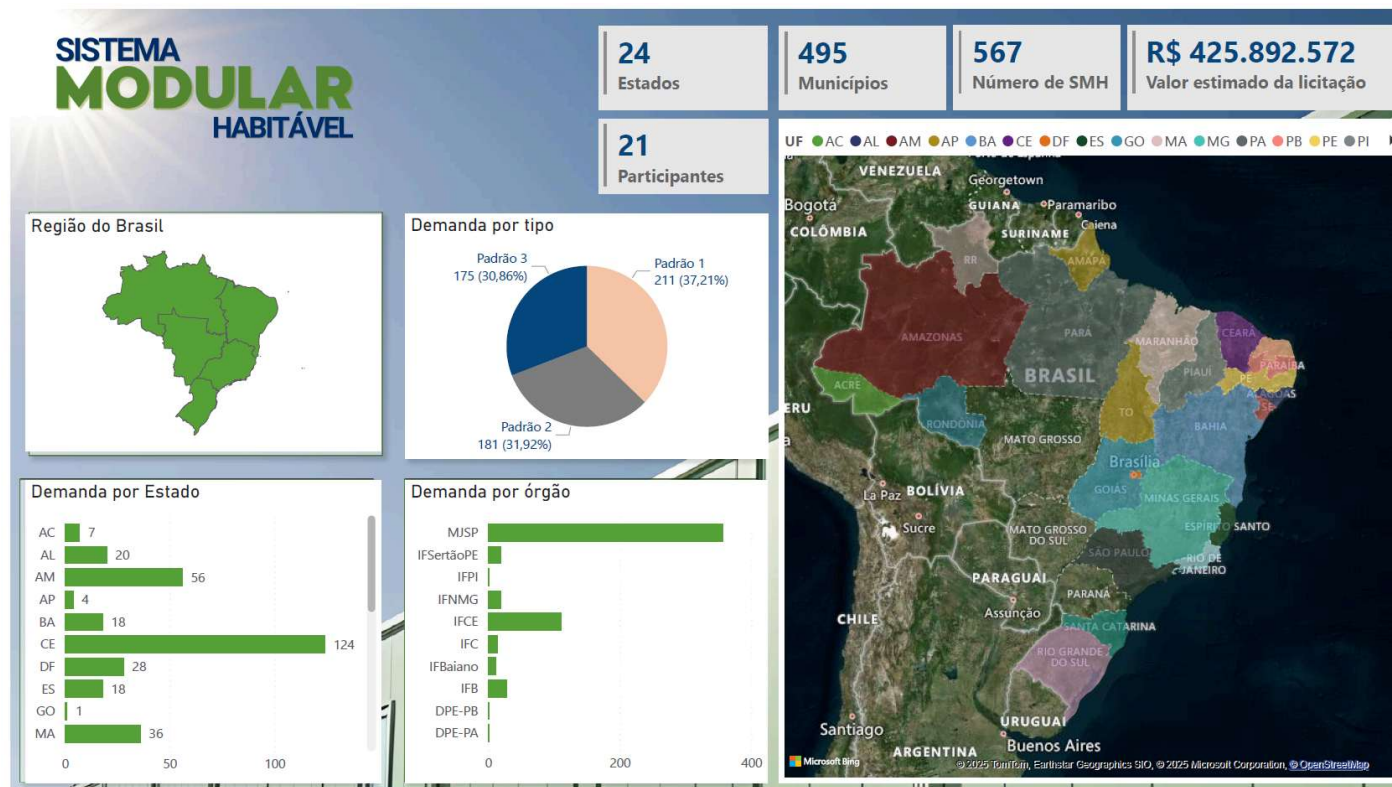 SISTEMA
MODULAR
HABITÁVEL
24
Estados
495
Municípios
567
Número de SMH
R$ 425.892.572
Valor estimado da licitação
21
Participantes
Região do Brasil
Demanda por tipo
Padrão 3
175 (30,86%)
Padrão 1
211 (37,21%)
Padrão 2
181 (31,92%)
Demanda por Estado
AC 7
AL 20
AM 56
AP 4
BA 18
CE 124
DF 28
ES 18
GO 1
MA 36
0 50 100
Demanda por órgão
MJSP
IFSertãoPE
IFPI
IFNMG
IFCE
IFC
IFBaiano
IFB
DPE-PB
DPE-PA
0 200 400
UF AC AL AM AP BA CE DF ES GO MA MG PA PB PE PI
VENEZUELA
Georgetown
Bogotá
GUIANA
Paramaribo
COLÔMBIA
SURINAME
Caiena
RR
AMAPÁ
AMAZONAS
PARÁ
MARANHÃO
CEARÁ
BRASIL
PIAUÍ
PARAÍBA
ACRE
PE
ALAGOAS
ERU
TO
SE
RONDÔNIA
BAHIA
MATO GROSSO
Brasília
La Paz
BOLÍVIA
GOIÁS
MINAS GERAIS
Sucre
MATO GROSSO
DO SUL
ESPÍRITO SANTO
SÃO PAULO
RIO DE
JANEIRO
PARAGUAI
PARANÁ
Assunção
CHILE
SANTA CATARINA
RIO GRANDE
DO SUL
Santiago
URUGUAI
Buenos Aires
ARGENTINA
Microsoft Bing
© 2025 TomTom, Earthstar Geographics SIO, © 2025 Microsoft Corporation, © OpenStreetMap